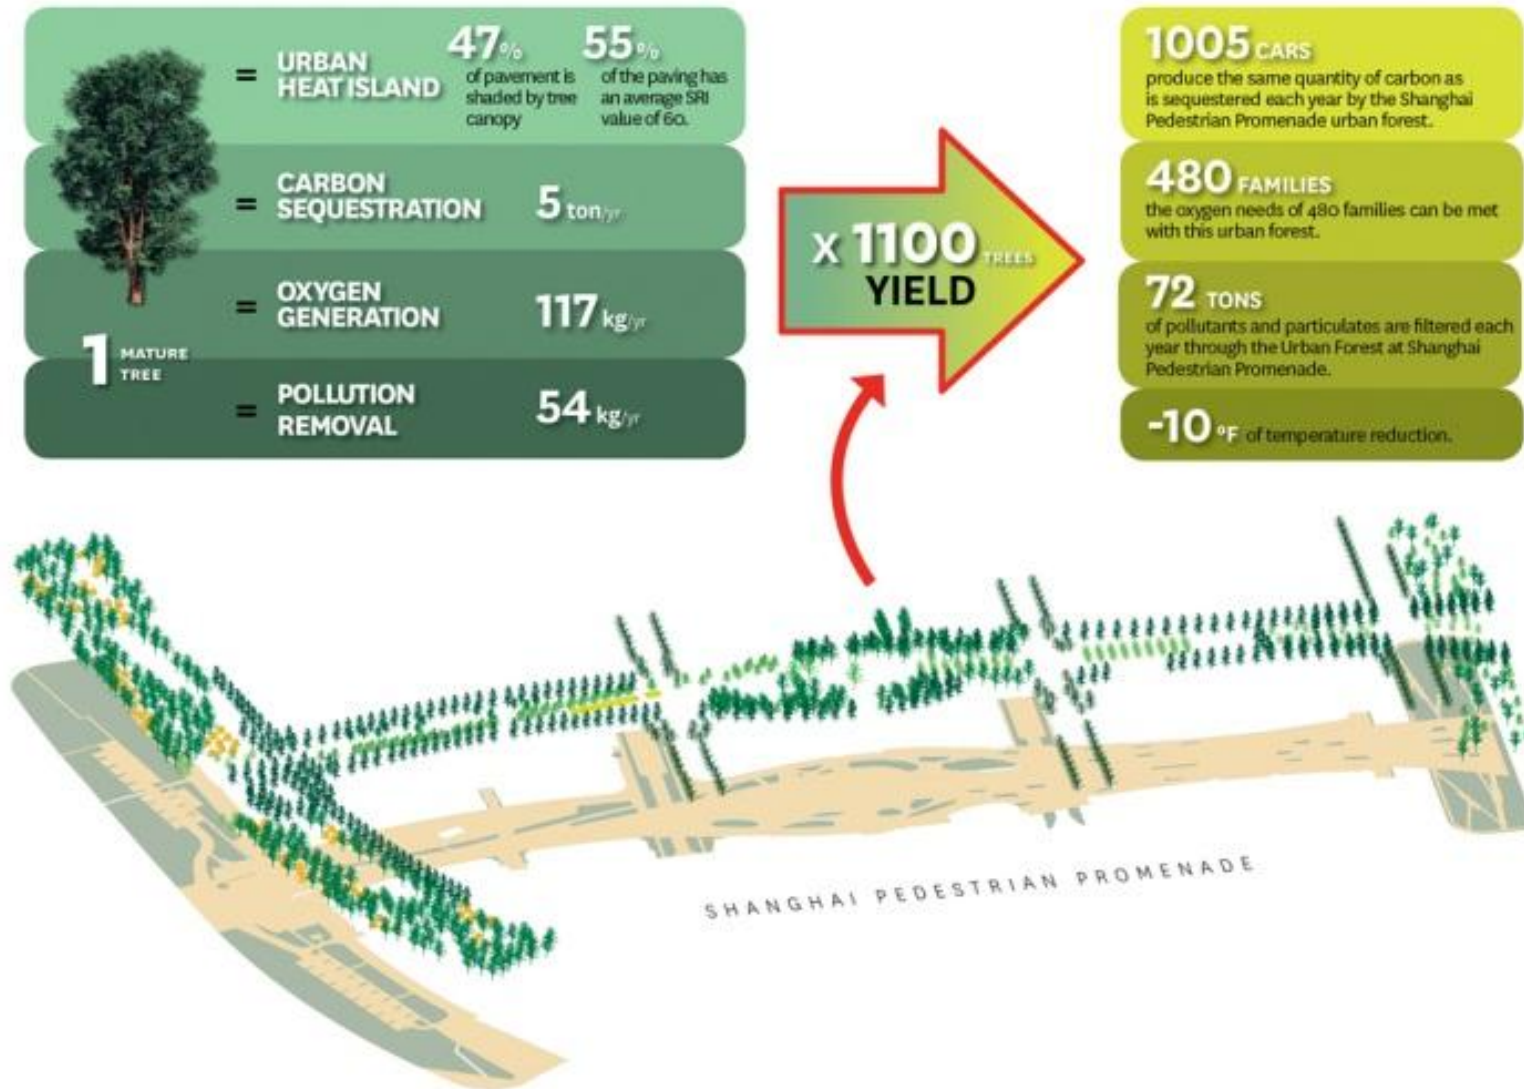 = URBAN HEAT ISLAND
47%
of pavement is
shaded by tree
canopy
55%
of the paving has
an average SRI
value of 60.
= CARBON
SEQUESTRATION
5 ton/yr
= OXYGEN
GENERATION
117 kg/yr
1 MATURE
TREE
= POLLUTION
REMOVAL
54 kg/yr
X 1100 TREES
YIELD
1005 CARS
produce the same quantity of carbon as
is sequestered each year by the Shanghai
Pedestrian Promenade urban forest.
480 FAMILIES
the oxygen needs of 480 families can be met
with this urban forest.
72 TONS
of pollutants and particulates are filtered each
year through the Urban Forest at Shanghai
Pedestrian Promenade.
-10 °F of temperature reduction.
SHANGHAI PEDESTRIAN PROMENADE